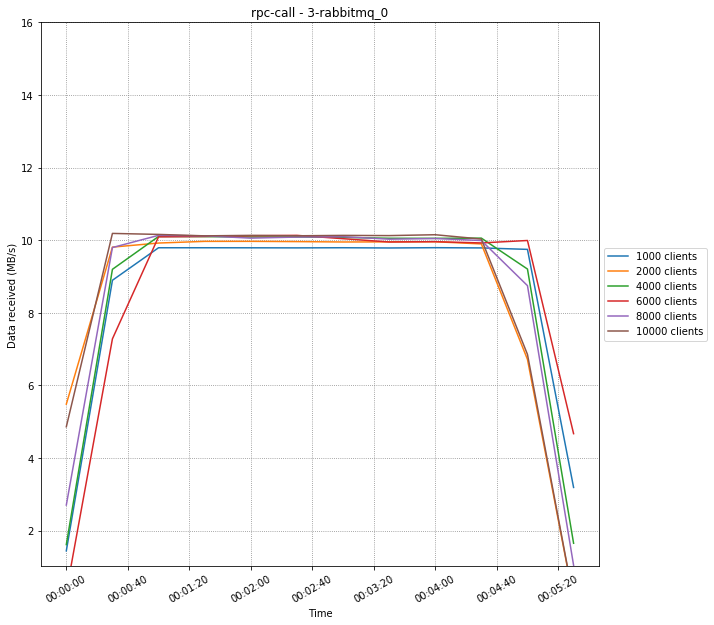 rpc-call - 3-rabbitmq_0
16
14
12
10
8
6
4
2
Data received (MB/s)
00:00:00
00:00:40
00:01:20
00:02:00
00:02:40
00:03:20
00:04:00
00:04:40
00:05:20
Time
1000 clients
2000 clients
4000 clients
6000 clients
8000 clients
10000 clients